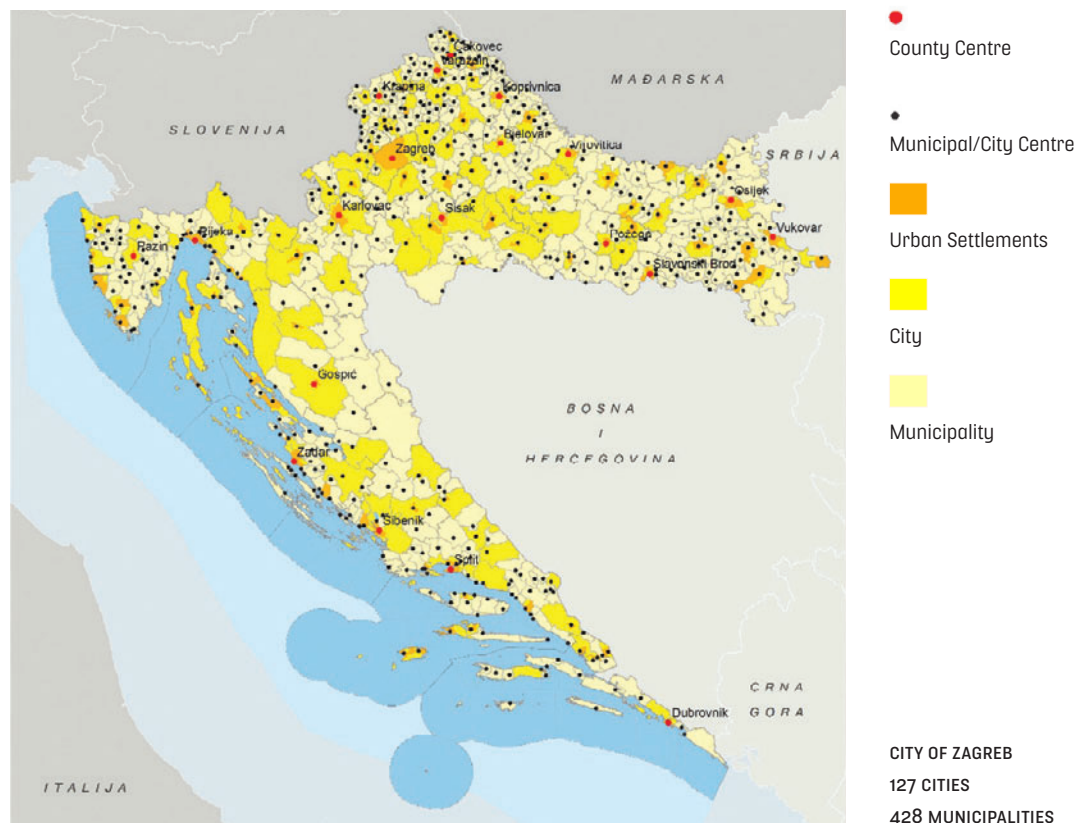 County Centre
Municipal/City Centre
Urban Settlements
City
Municipality
CITY OF ZAGREB
127 CITIES
428 MUNICIPALITIES
SLOVENIJA
MAĐARSKA
SRBIJA
BOSNA
I
HERCEGOVINA
CRNA
GORA
ITALIJA
Čakovec
Varaždin
Krapina
Koprivnica
Bjelovar
Virovitica
Zagreb
Osijek
Vukovar
Karlovac
Sisak
Požega
Slavonski Brod
Rijeka
Pazin
Gospić
Zadar
Šibenik
Split
Dubrovnik